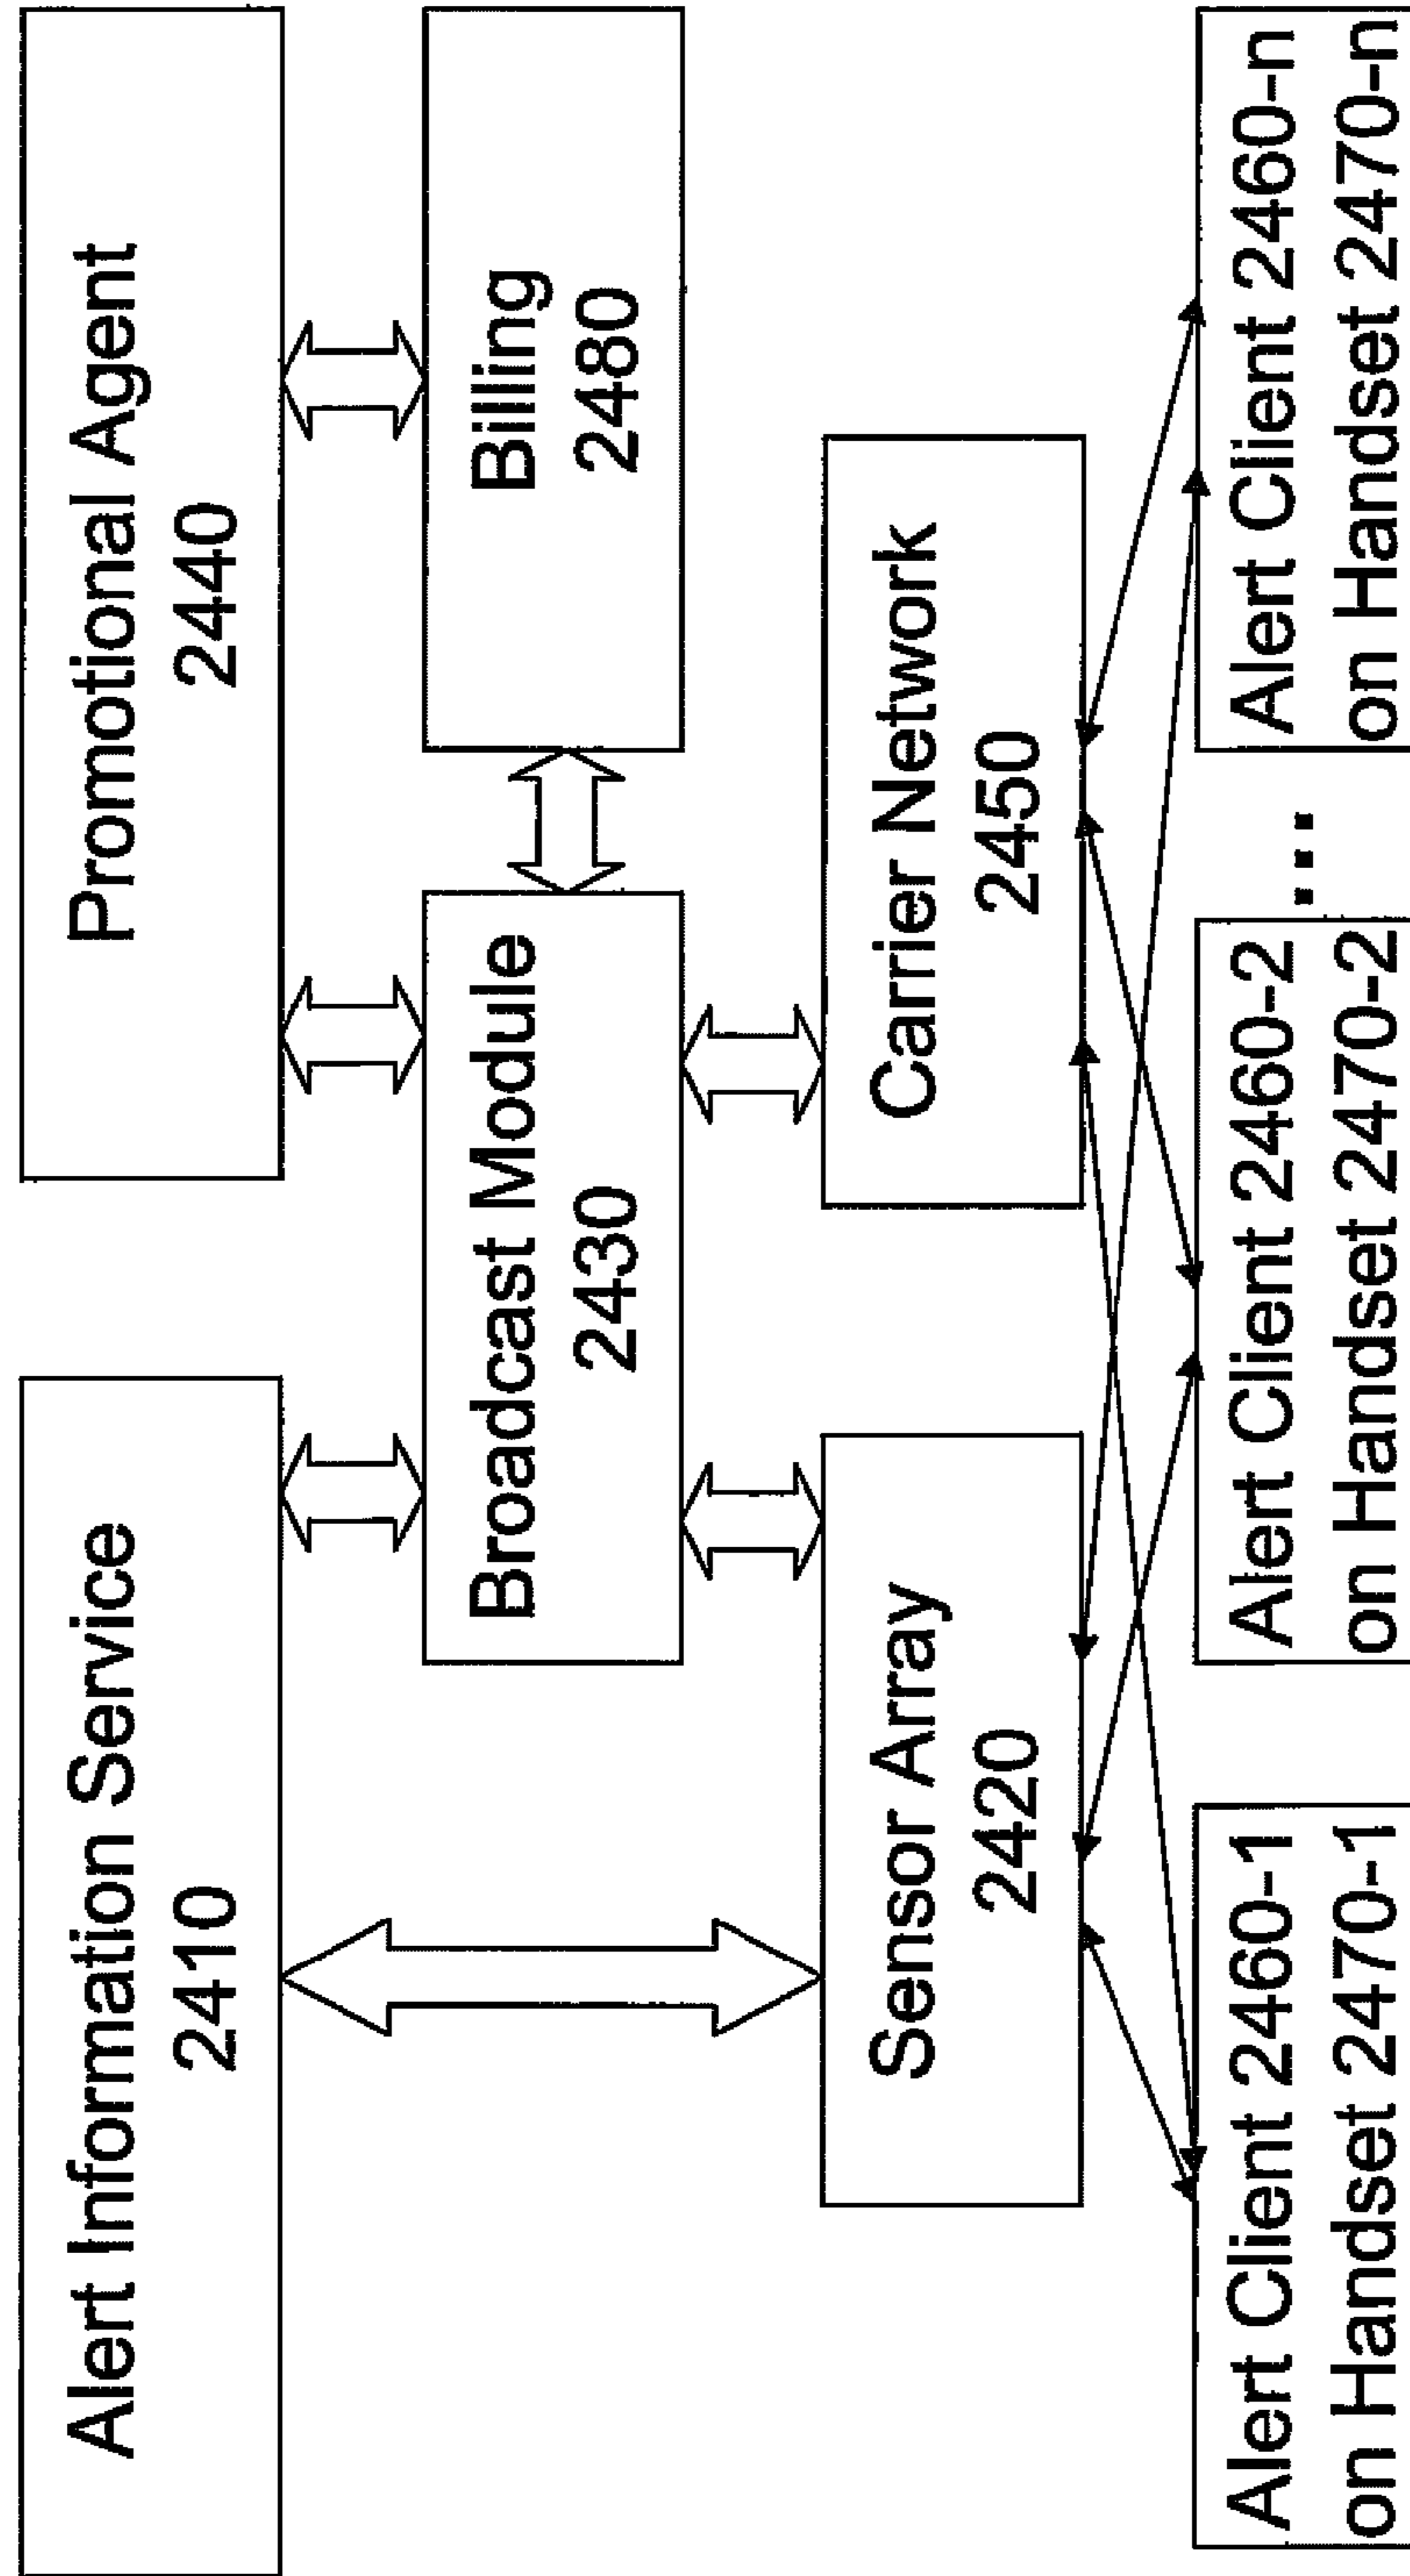 Alert Information Service
2410
Promotional Agent
2440
Broadcast Module
2430
Billing
2480
Sensor Array
2420
Carrier Network
2450
Alert Client 2460-1
on Handset 2470-1
Alert Client 2460-2
on Handset 2470-2
...
Alert Client 2460-n
on Handset 2470-n